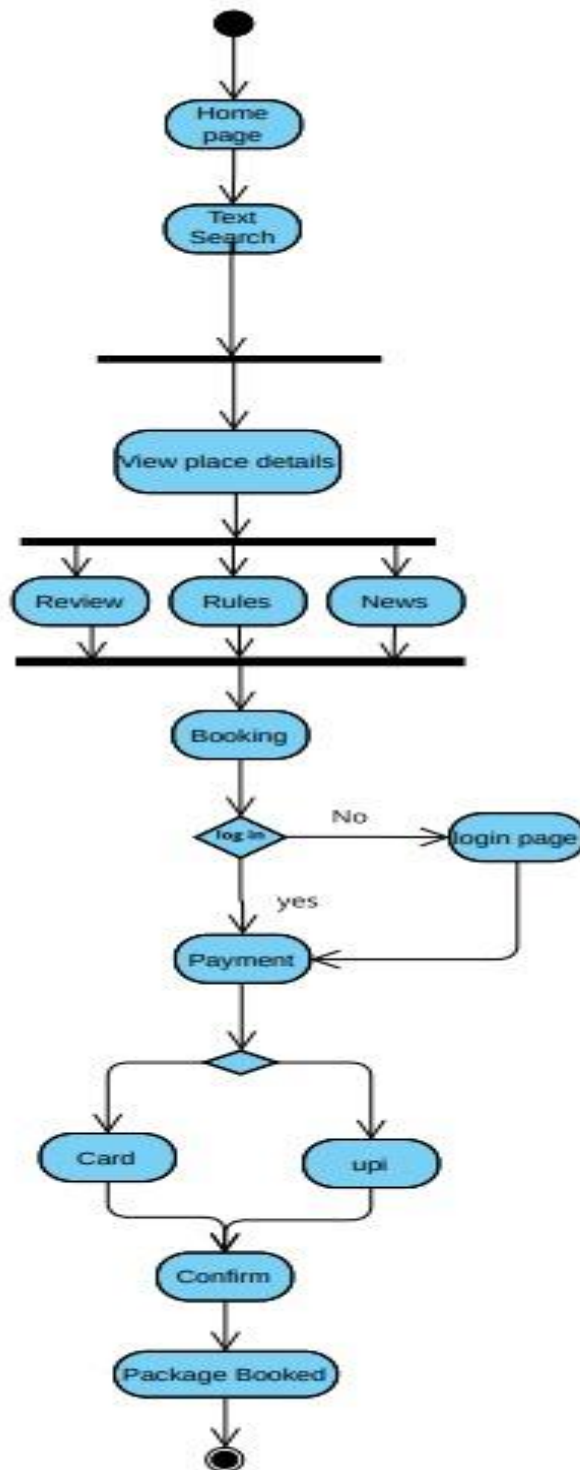 Home
page
Text
Search
View place details
Review
Rules
News
Booking
log in
No
login page
yes
Payment
Card
upi
Confirm
Package Booked